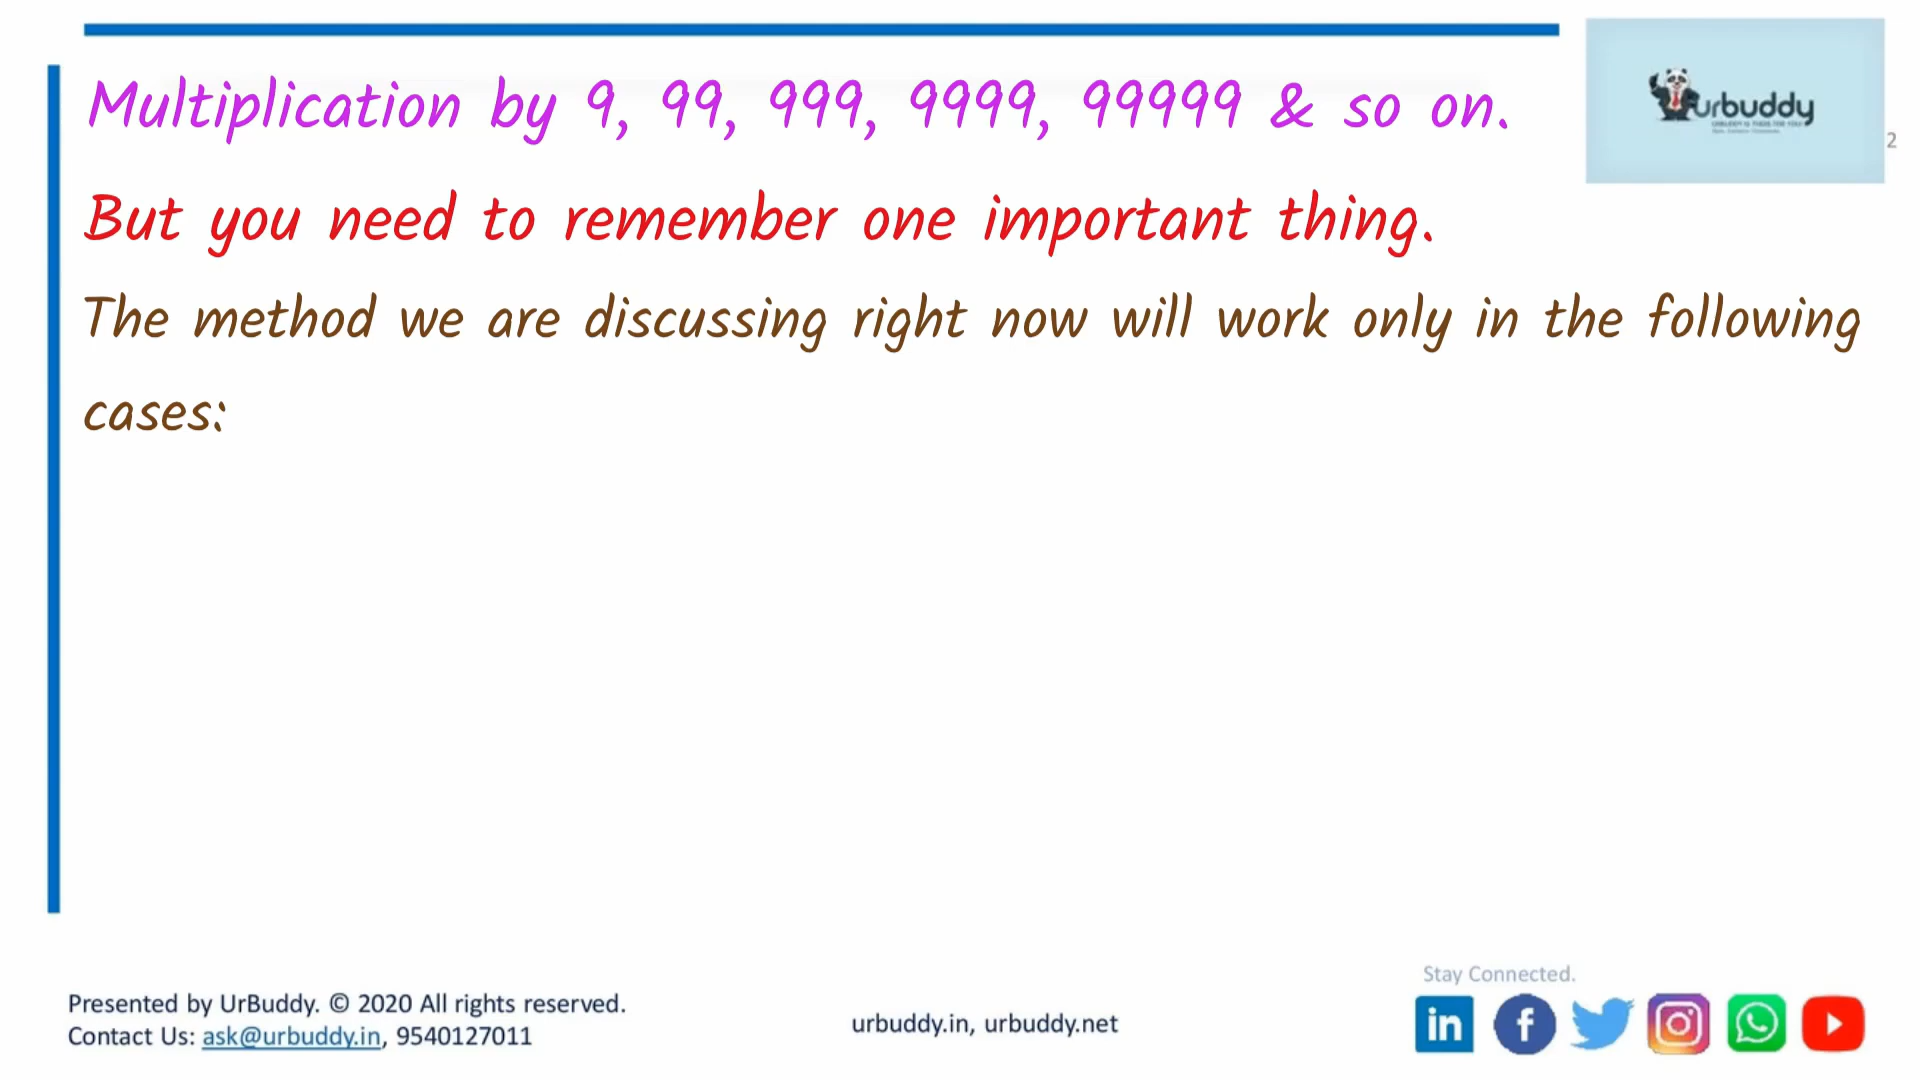 Multiplication by 9, 99, 999, 9999, 99999 & so on.
urbuddy
2
But you need to remember one important thing.
The method we are discussing right now will work only in the following
cases:
Stay Connected.
Presented by UrBuddy. © 2020 All rights reserved.
Contact Us: ask@urbuddy.in, 9540127011
urbuddy.in, urbuddy.net